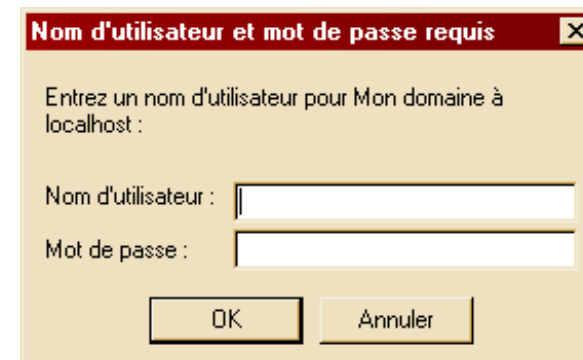 Nom d'utilisateur et mot de passe requis
Entrez un nom d'utilisateur pour Mon domaine à
localhost :
Nom d'utilisateur :
Mot de passe :
OK Annuler